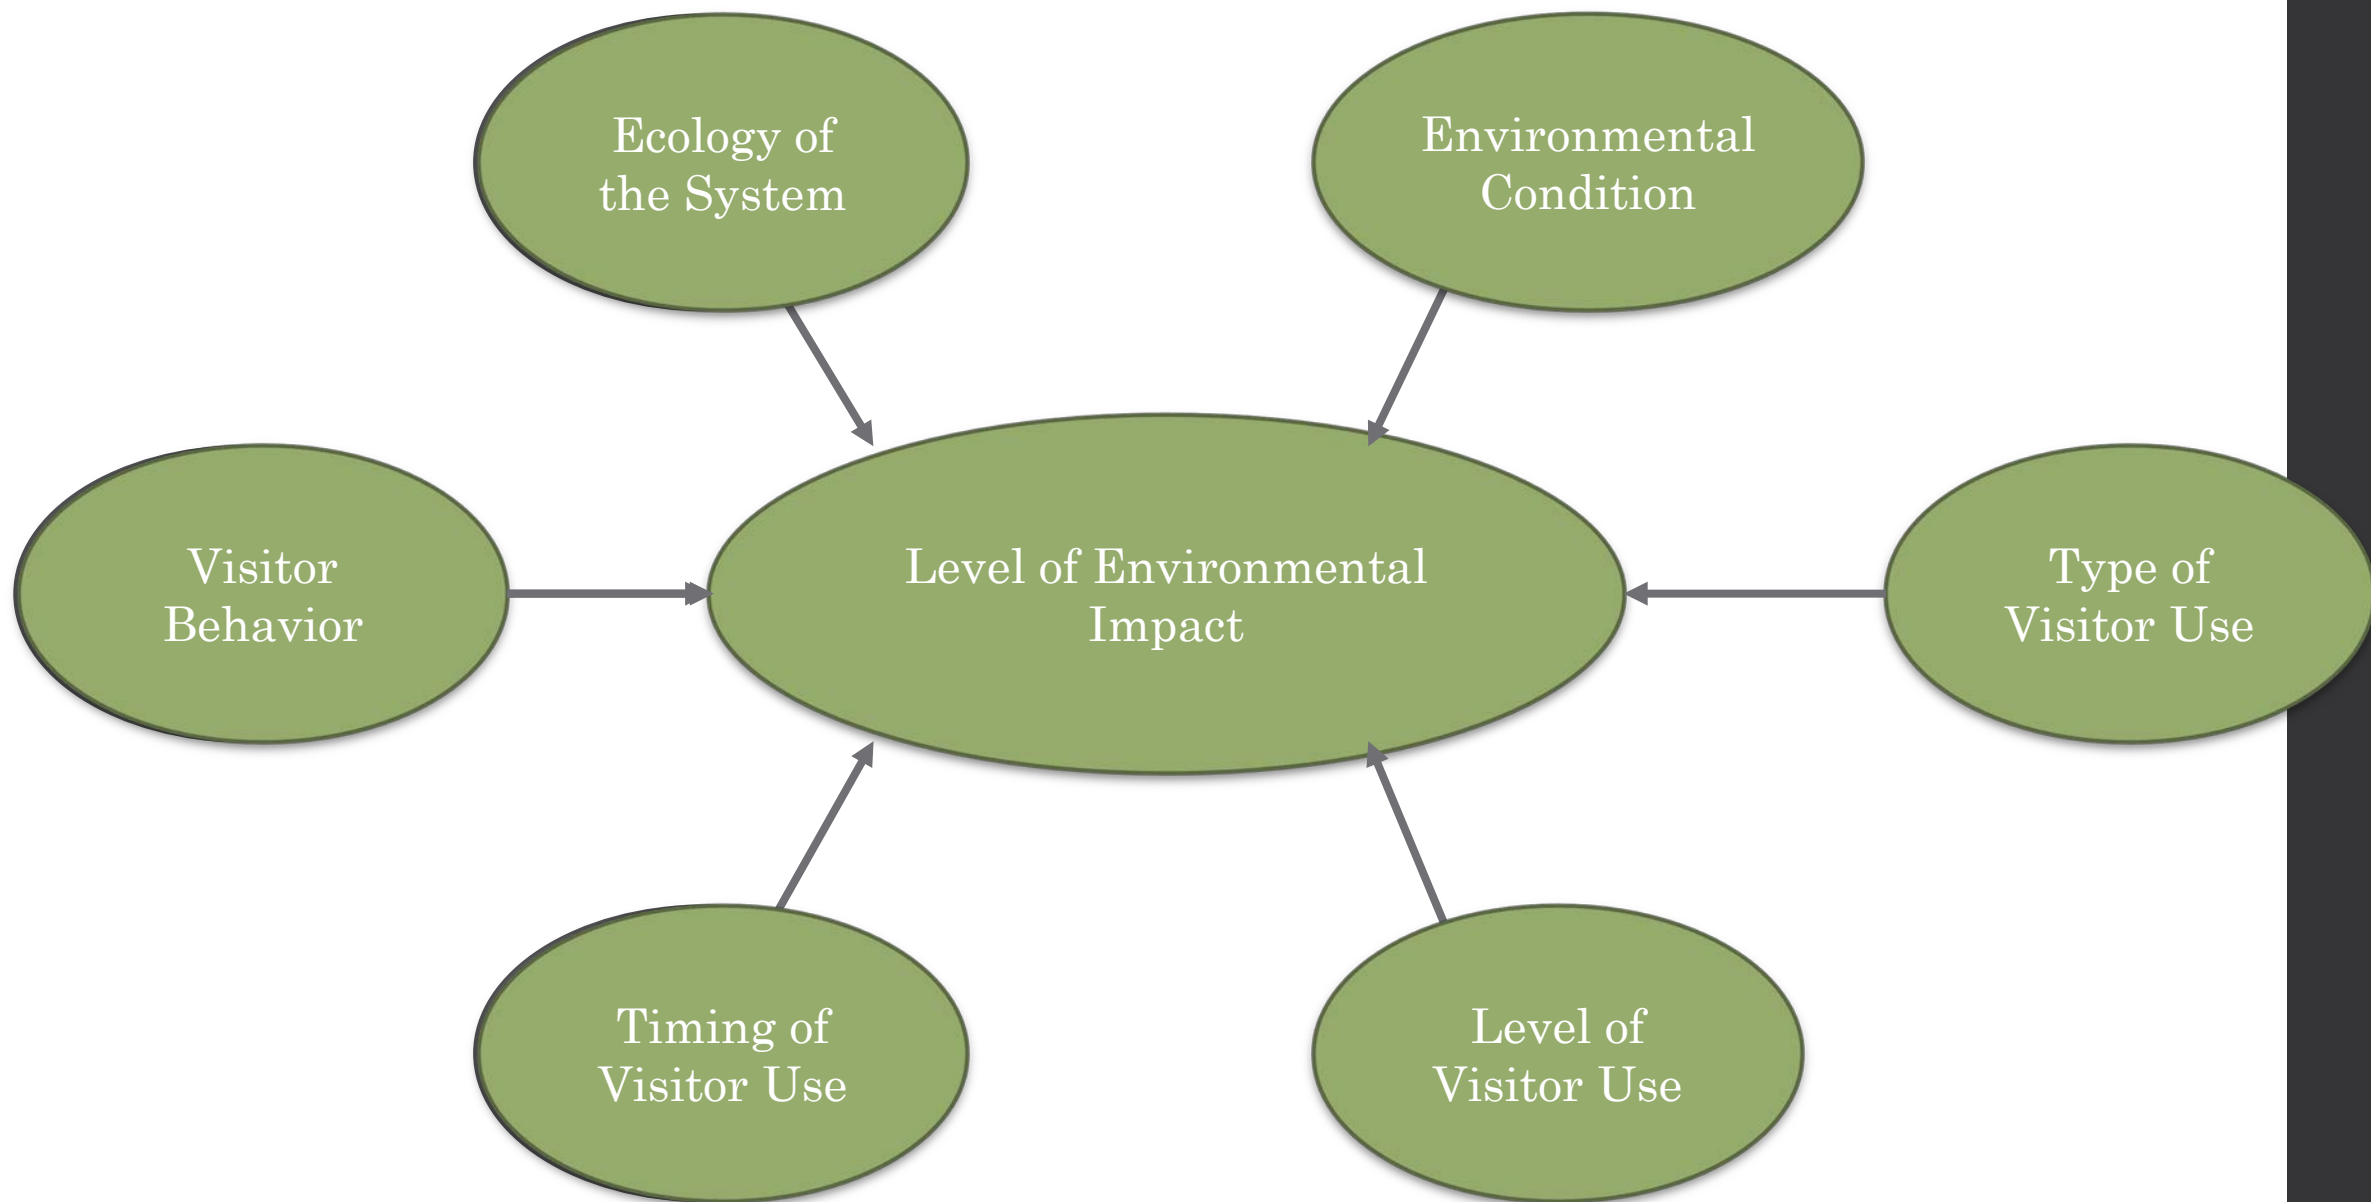 Ecology of
the System
Environmental
Condition
Visitor
Behavior
Level of Environmental
Impact
Type of
Visitor Use
Timing of
Visitor Use
Level of
Visitor Use